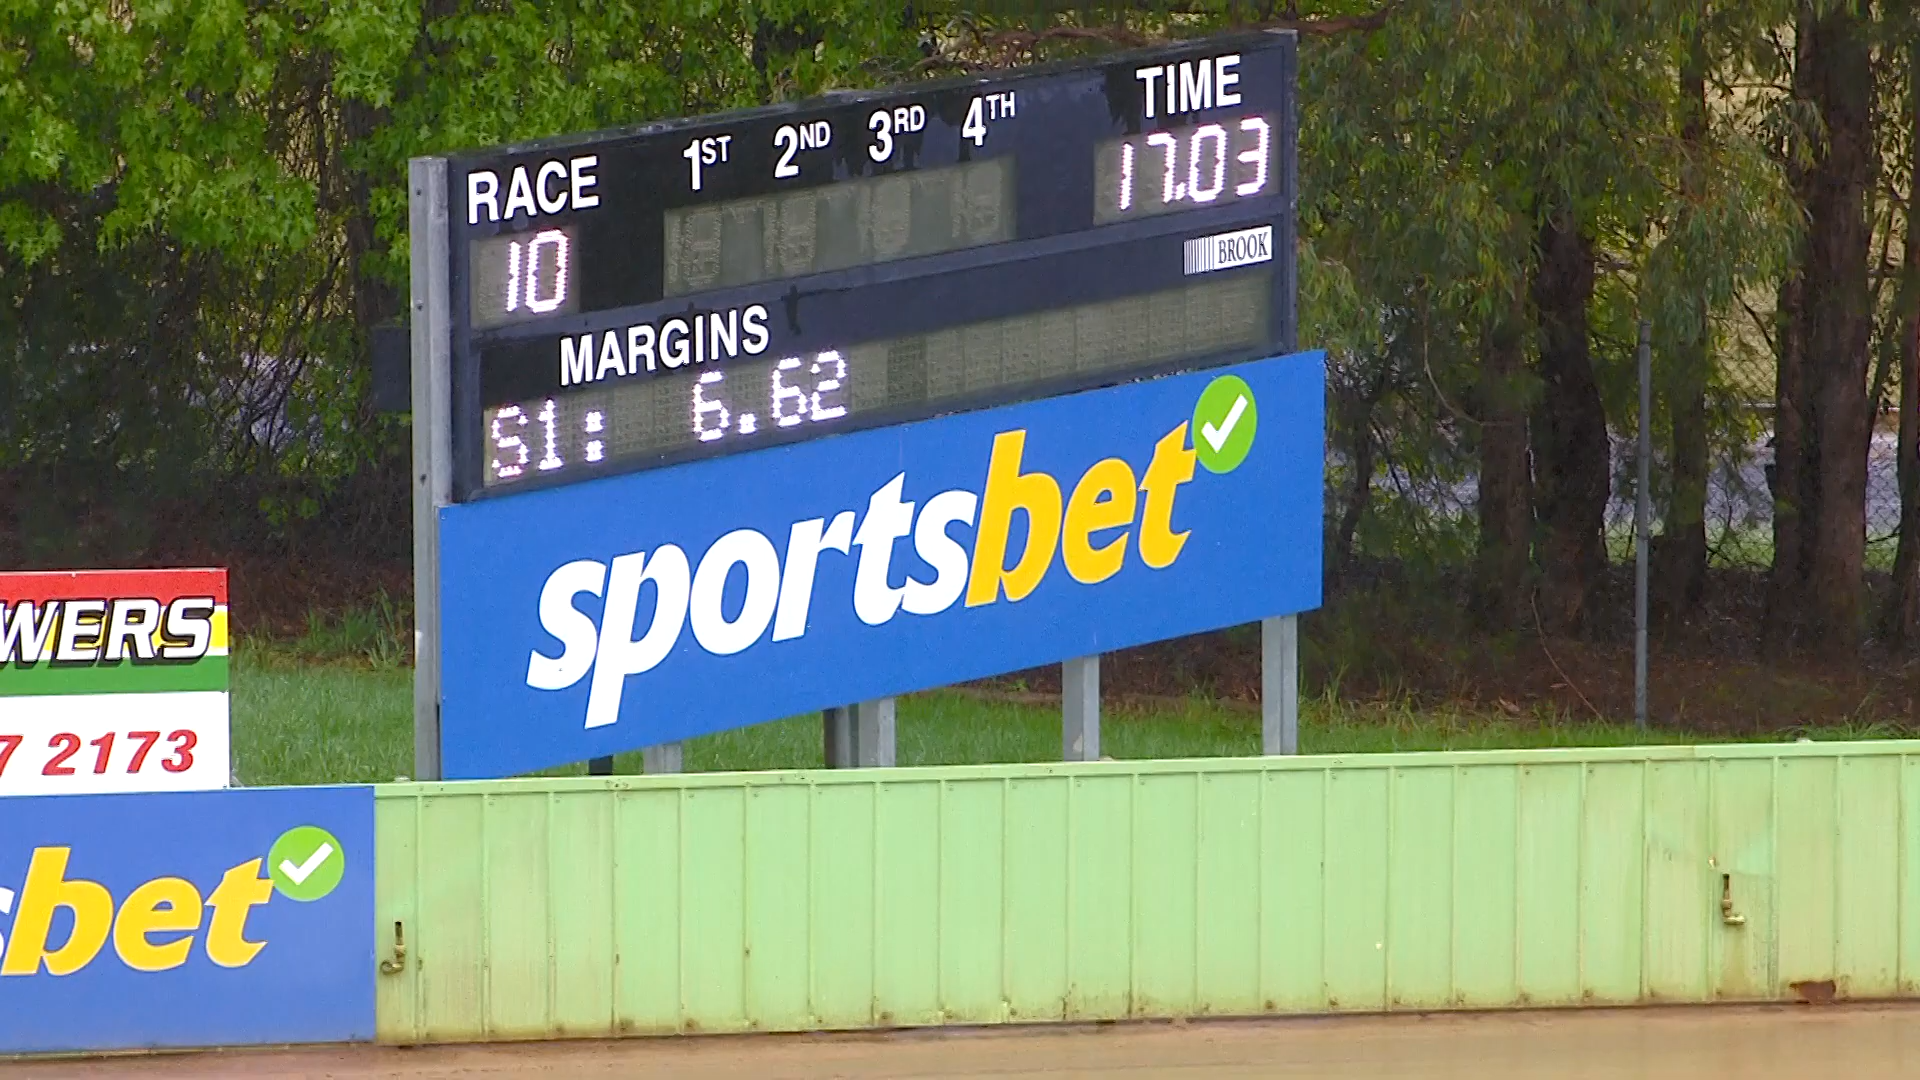 RACE 1ST 2ND 3RD 4TH TIME
10 17.03
BROOK
MARGINS
S1: 6.62
sportsbet
WERS
7 2173
sbet